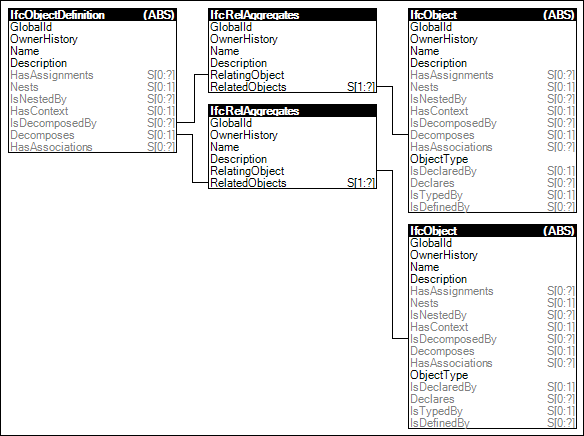 IfcObjectDefinition (ABS)
GlobalId
OwnerHistory
Name
Description
HasAssignments S[0:?]
Nests S[0:1]
IsNestedBy S[0:?]
HasContext S[0:1]
IsDecomposedBy S[0:?]
Decomposes S[0:1]
HasAssociations S[0:?]
IfcRelAggregates
GlobalId
OwnerHistory
Name
Description
RelatingObject
RelatedObjects S[1:?]
IfcRelAggregates
GlobalId
OwnerHistory
Name
Description
RelatingObject
RelatedObjects S[1:?]
IfcObject (ABS)
GlobalId
OwnerHistory
Name
Description
HasAssignments S[0:?]
Nests S[0:1]
IsNestedBy S[0:?]
HasContext S[0:1]
IsDecomposedBy S[0:?]
Decomposes S[0:1]
HasAssociations S[0:?]
ObjectType
IsDeclaredBy S[0:1]
Declares S[0:?]
IsTypedBy S[0:1]
IsDefinedBy S[0:?]
IfcObject (ABS)
GlobalId
OwnerHistory
Name
Description
HasAssignments S[0:?]
Nests S[0:1]
IsNestedBy S[0:?]
HasContext S[0:1]
IsDecomposedBy S[0:?]
Decomposes S[0:1]
HasAssociations S[0:?]
ObjectType
IsDeclaredBy S[0:1]
Declares S[0:?]
IsTypedBy S[0:1]
IsDefinedBy S[0:?]